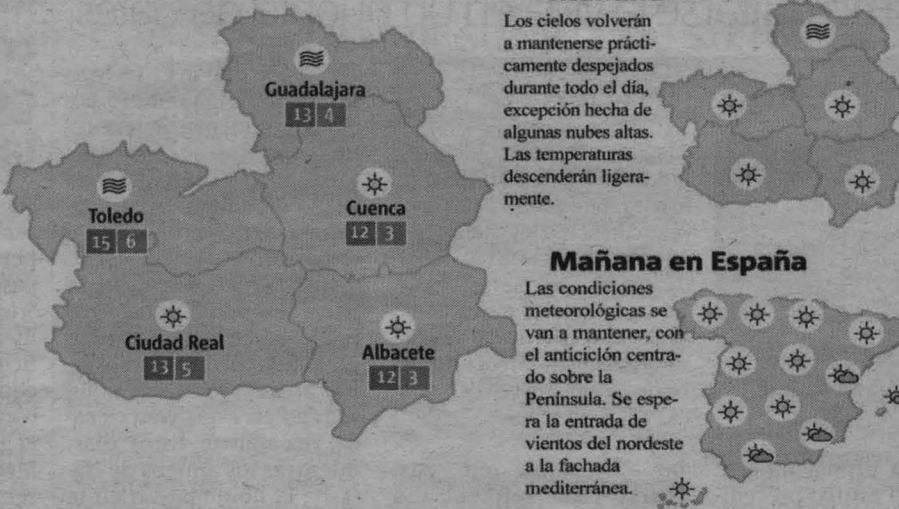 Guadalajara
13 4
Toledo
15 6
Cuenca
12 3
Ciudad Real
13 5
Albacete
12 3
Los cielos volverán
a mantenerse prácti-
camente despejados
durante todo el día,
excepción hecha de
algunas nubes altas.
Las temperaturas
descenderán ligera-
mente.
Mañana en España
Las condiciones
meteorológicas se
van a mantener, con
el anticiclón centra-
do sobre la
Península. Se espe-
ra la entrada de
vientos del nordeste
a la fachada
mediterránea.